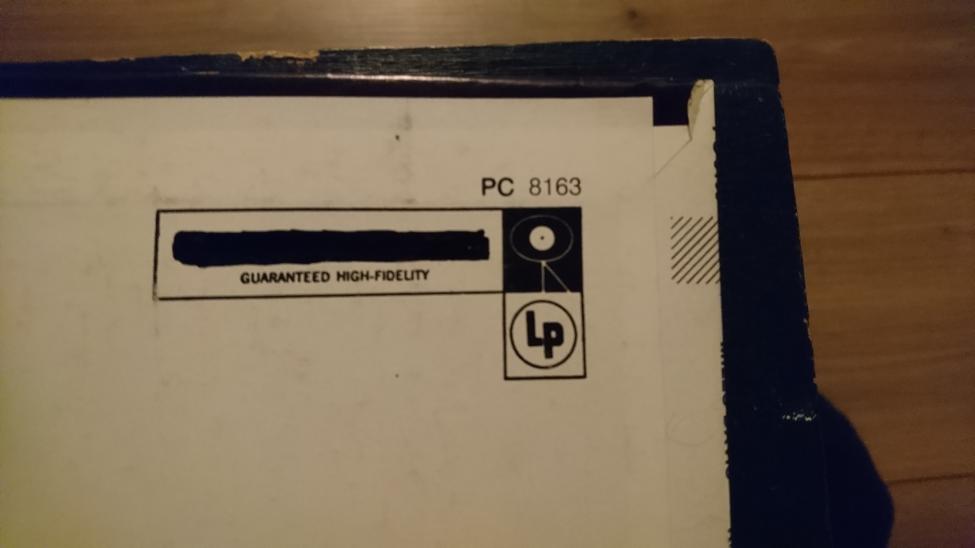 PC 8163
GUARANTEED HIGH-FIDELITY
Lp